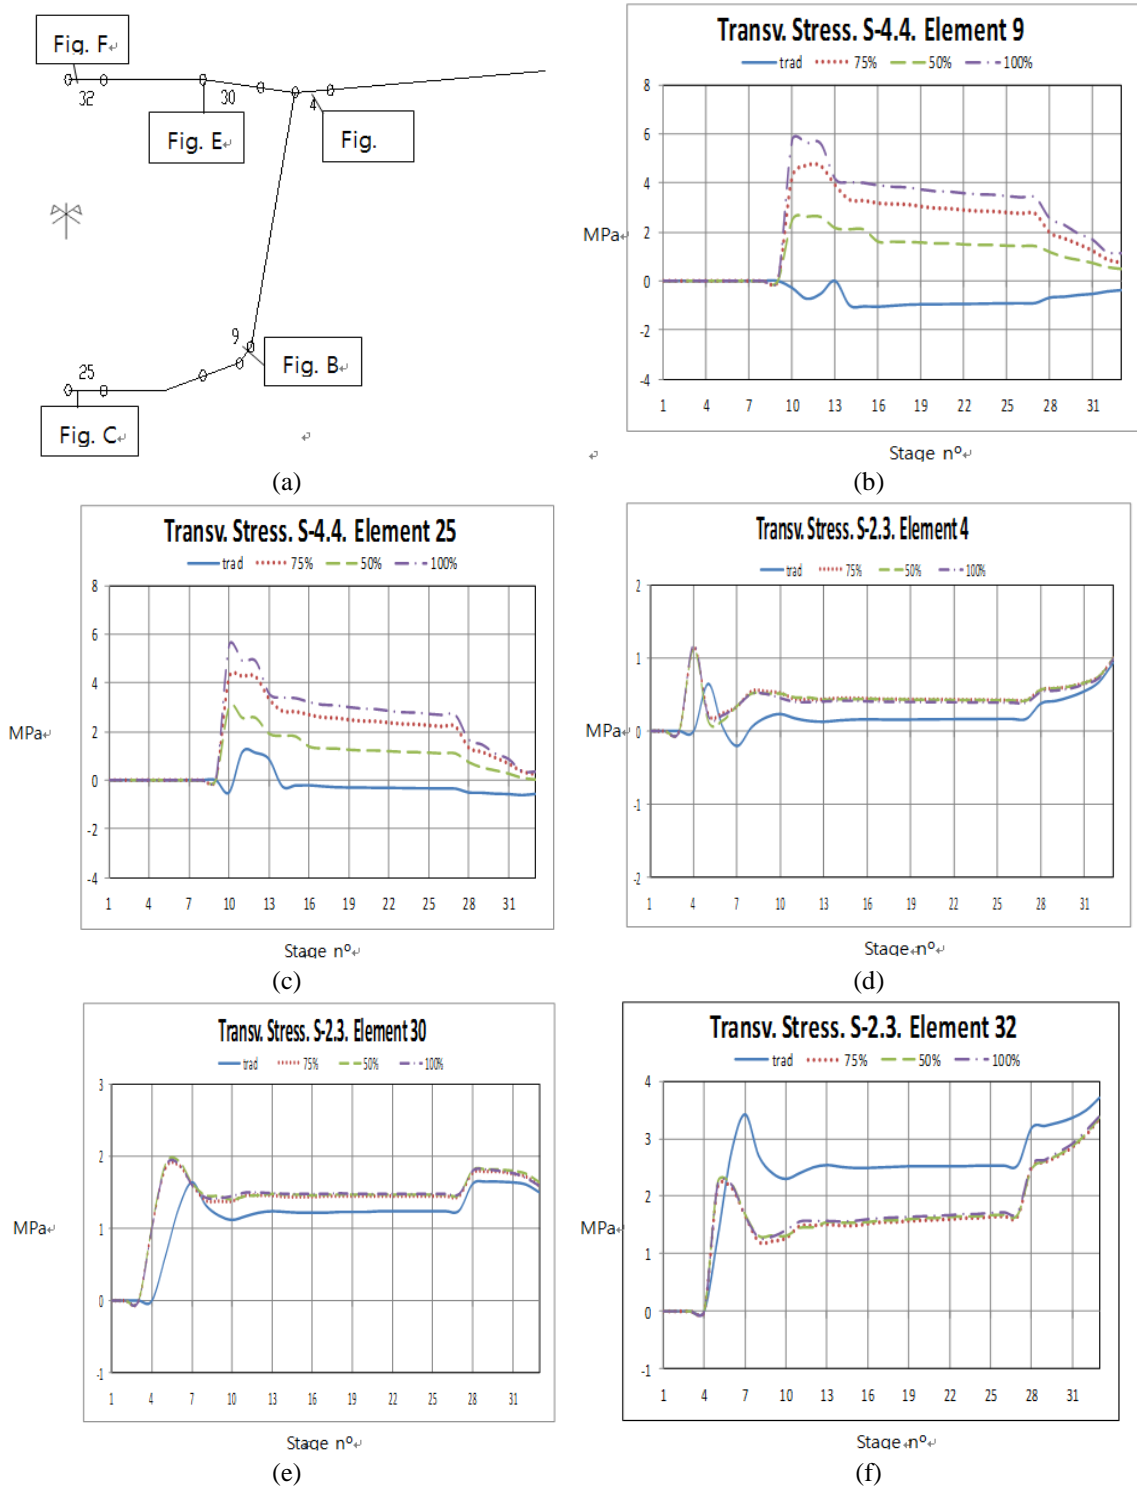 Fig. F↵
32
30
4
Fig. E↵
Fig.
9
Fig. B↵
25
Fig. C↵
↵
(a)
Transv. Stress. S-4.4. Element 9
trad 75% 50% 100%
8
6
4
2
0
-2
-4
MPa↵
1 4 7 10 13 16 19 22 25 28 31
Stage nº↵
↵
(b)
Transv. Stress. S-4.4. Element 25
trad 75% 50% 100%
8
6
4
2
0
-2
-4
MPa↵
1 4 7 10 13 16 19 22 25 28 31
Stage nº↵
(c)
Transv. Stress. S-2.3. Element 4
trad 75% 50% 100%
2
1
0
-1
-2
MPa↵
1 4 7 10 13 16 19 22 25 28 31
Stage↵nº↵
(d)
Transv. Stress. S-2.3. Element 30
trad 75% 50% 100%
3
2
1
0
-1
MPa↵
1 4 7 10 13 16 19 22 25 28 31
Stage nº↵
(e)
Transv. Stress. S-2.3. Element 32
trad 75% 50% 100%
4
3
2
1
0
-1
MPa↵
1 4 7 10 13 16 19 22 25 28 31
Stage↵nº↵
(f)